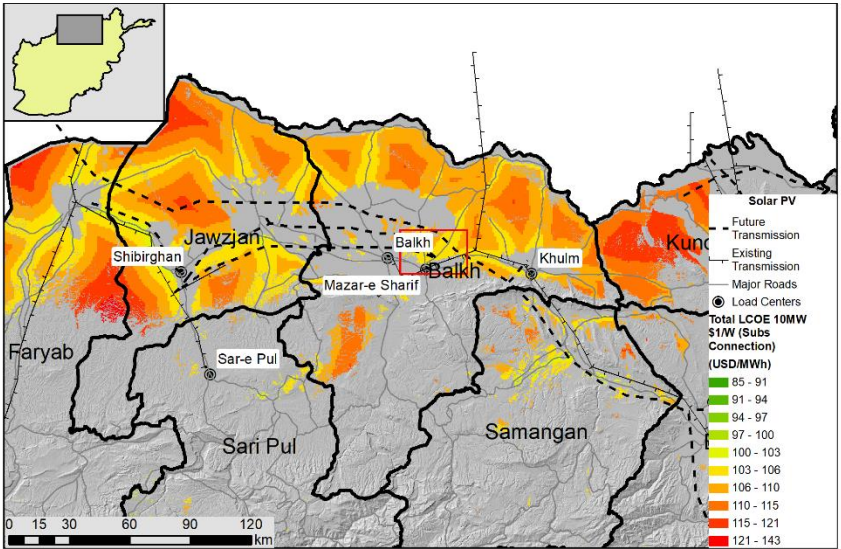 Jawzjan
Balkh
Kund
Shibirghan
Balkh
Khulm
Mazar-e Sharif
Faryab
Sar-e Pul
Sari Pul
Samangan
0 15 30 60 90 120
km
Solar PV
Future
Transmission
Existing
Transmission
Major Roads
Load Centers
Total LCOE 10MW
$1/W (Subs
Connection)
(USD/MWh)
85 - 91
91 - 94
94 - 97
97 - 100
100 - 103
103 - 106
106 - 110
110 - 115
115 - 121
121 - 143